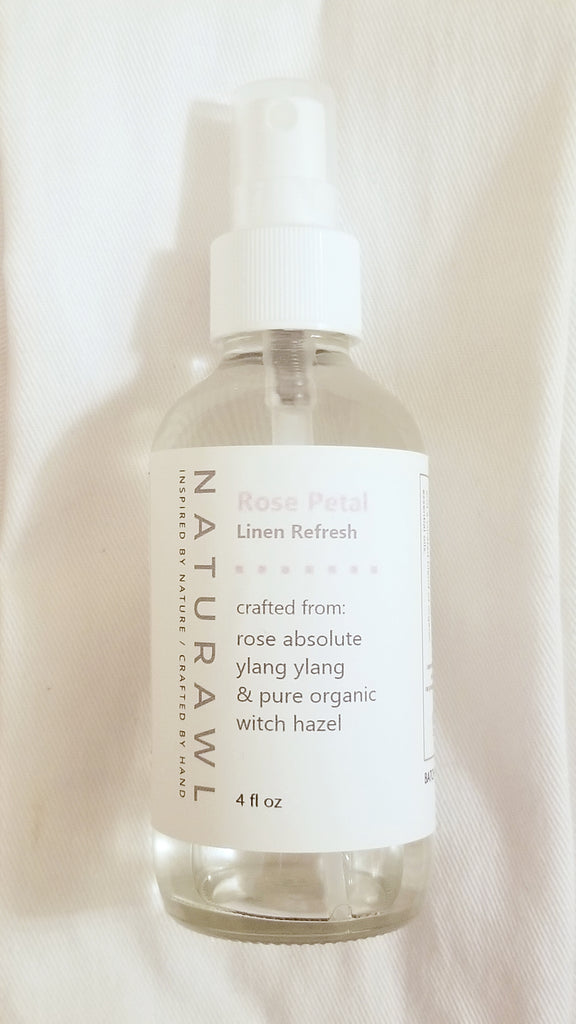 NATURAWL
INSPIRED BY NATURE / CRAFTED BY HAND
Rose Petal
Linen Refresh
crafted from:
rose absolute
ylang ylang
& pure organic
witch hazel
4 fl oz